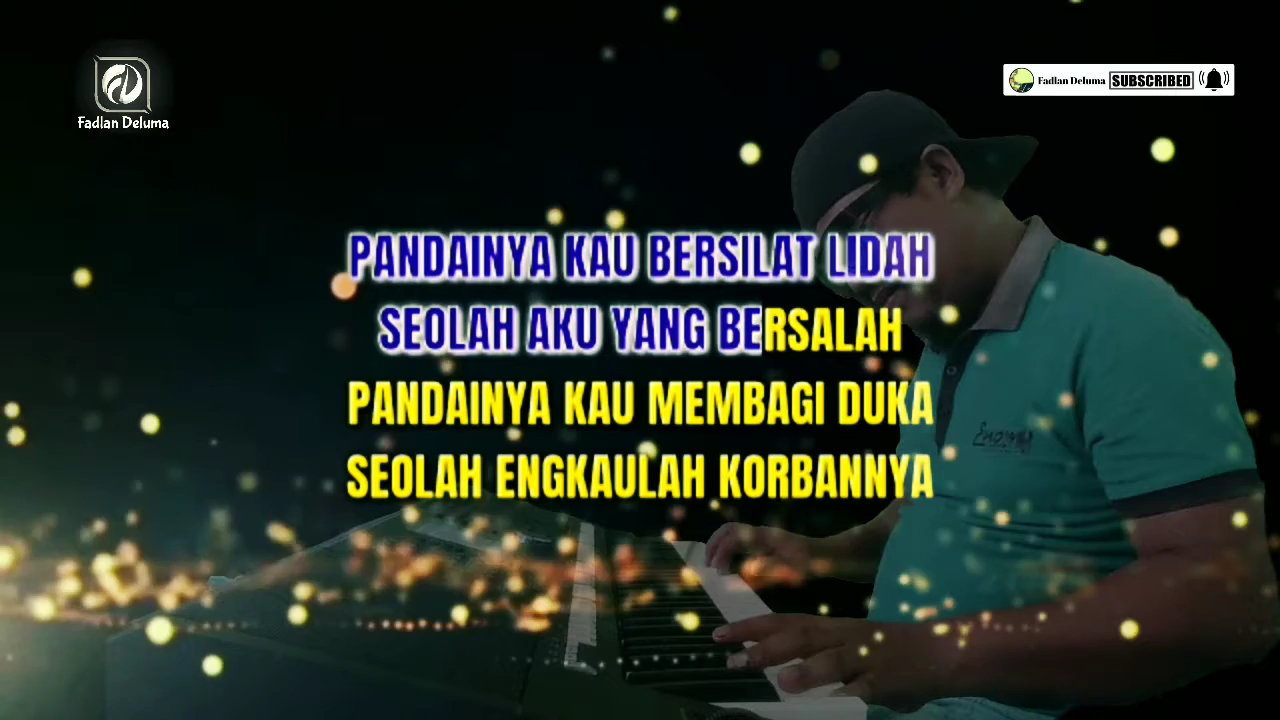 Fadlan Deluma
Fadlan Deluma SUBSCRIBED
PANDAINYA KAU BERSILAT LIDAH
SEOLAH AKU YANG BERSALAH
PANDAINYA KAU MEMBAGI DUKA
SEOLAH ENGKAULAH KORBANNYA